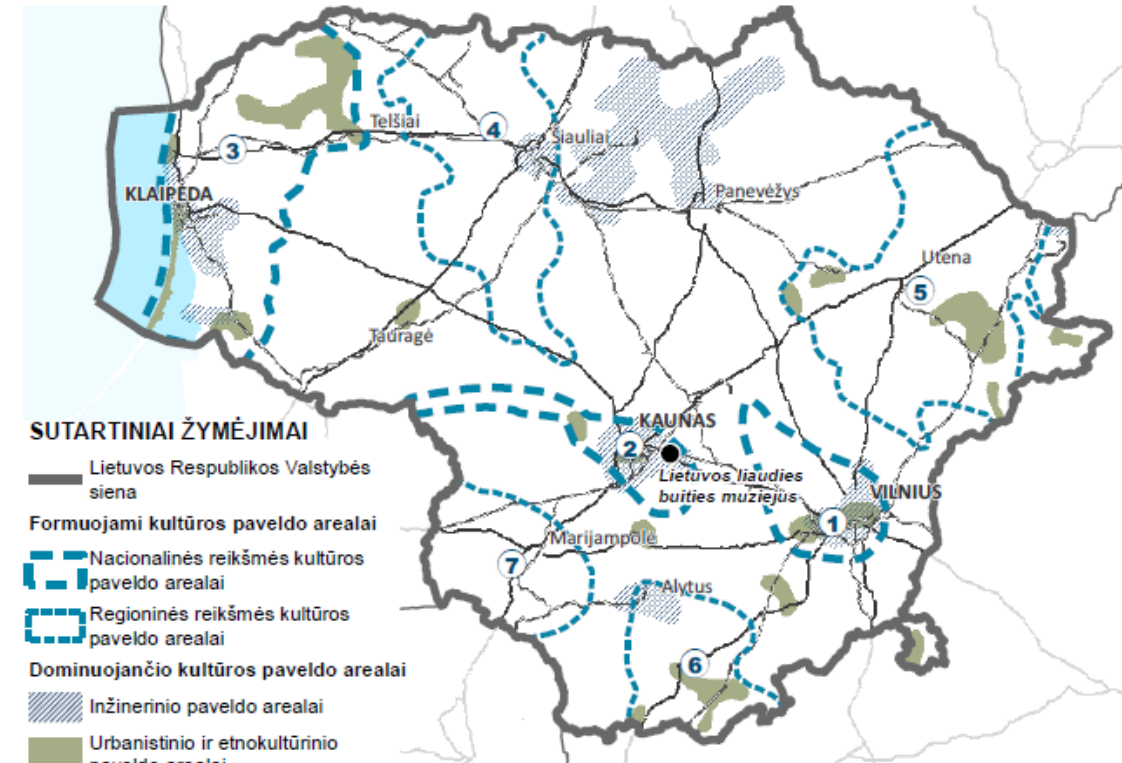 Telšiai
4
Šiauliai
3
KLAIPĖDA
Panevėžys
Utena
5
Tauragė
KAUNAS
2
Lietuvos liaudies
buities muziejus
VILNIUS
1
Marijampolė
7
Alytus
6
SUTARTINIAI ŽYMĖJIMAI
Lietuvos Respublikos Valstybės
siena
Formuojami kultūros paveldo arealai
Nacionalinės reikšmės kultūros
paveldo arealai
Regioninės reikšmės kultūros
paveldo arealai
Dominuojančio kultūros paveldo arealai
Inžinerinio paveldo arealai
Urbanistinio ir etnokultūrinio
paveldo arealai